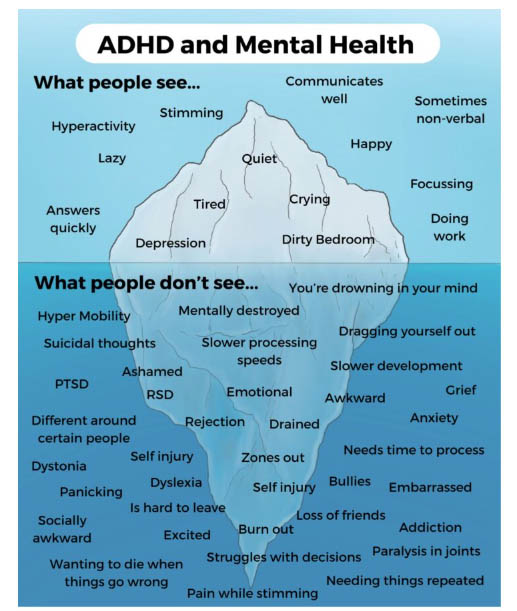 ADHD and Mental Health
What people see...
Communicates
well
Stimming
Sometimes
non-verbal
Hyperactivity
Happy
Lazy
Quiet
Focussing
Tired
Crying
Answers
quickly
Doing
work
Depression
Dirty Bedroom
What people don't see...
You're drowning in your mind
Hyper Mobility
Mentally destroyed
Dragging yourself out
Suicidal thoughts
Slower processing
speeds
Slower development
Ashamed
PTSD
RSD
Emotional
Awkward
Grief
Different around
certain people
Rejection
Drained
Anxiety
Needs time to process
Self injury
Zones out
Dystonia
Dyslexia
Self injury
Bullies
Embarrassed
Panicking
Is hard to leave
Loss of friends
Socially
awkward
Excited
Burn out
Addiction
Struggles with decisions
Paralysis in joints
Wanting to die when
things go wrong
Needing things repeated
Pain while stimming